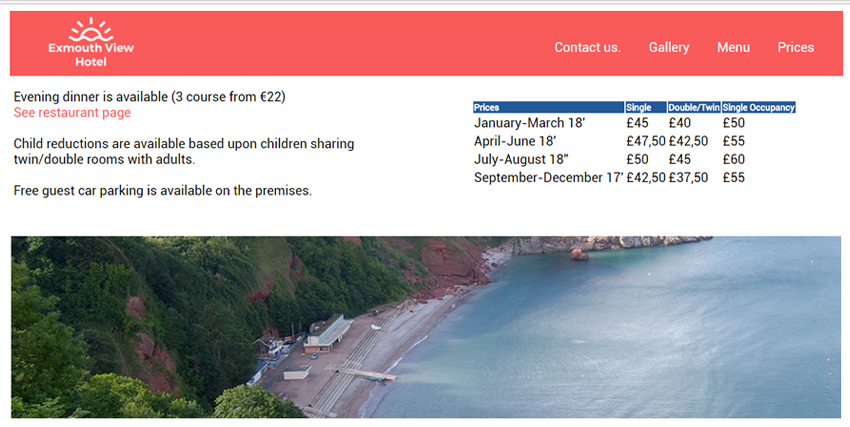 Exmouth View
Hotel
Contact us. Gallery Menu Prices
Evening dinner is available (3 course from €22)
See restaurant page
Child reductions are available based upon children sharing
twin/double rooms with adults.
Free guest car parking is available on the premises.
Prices Single Double/Twin Single Occupancy
January-March 18' £45 £40 £50
April-June 18' £47,50 £42,50 £55
July-August 18" £50 £45 £60
September-December 17' £42,50 £37,50 £55